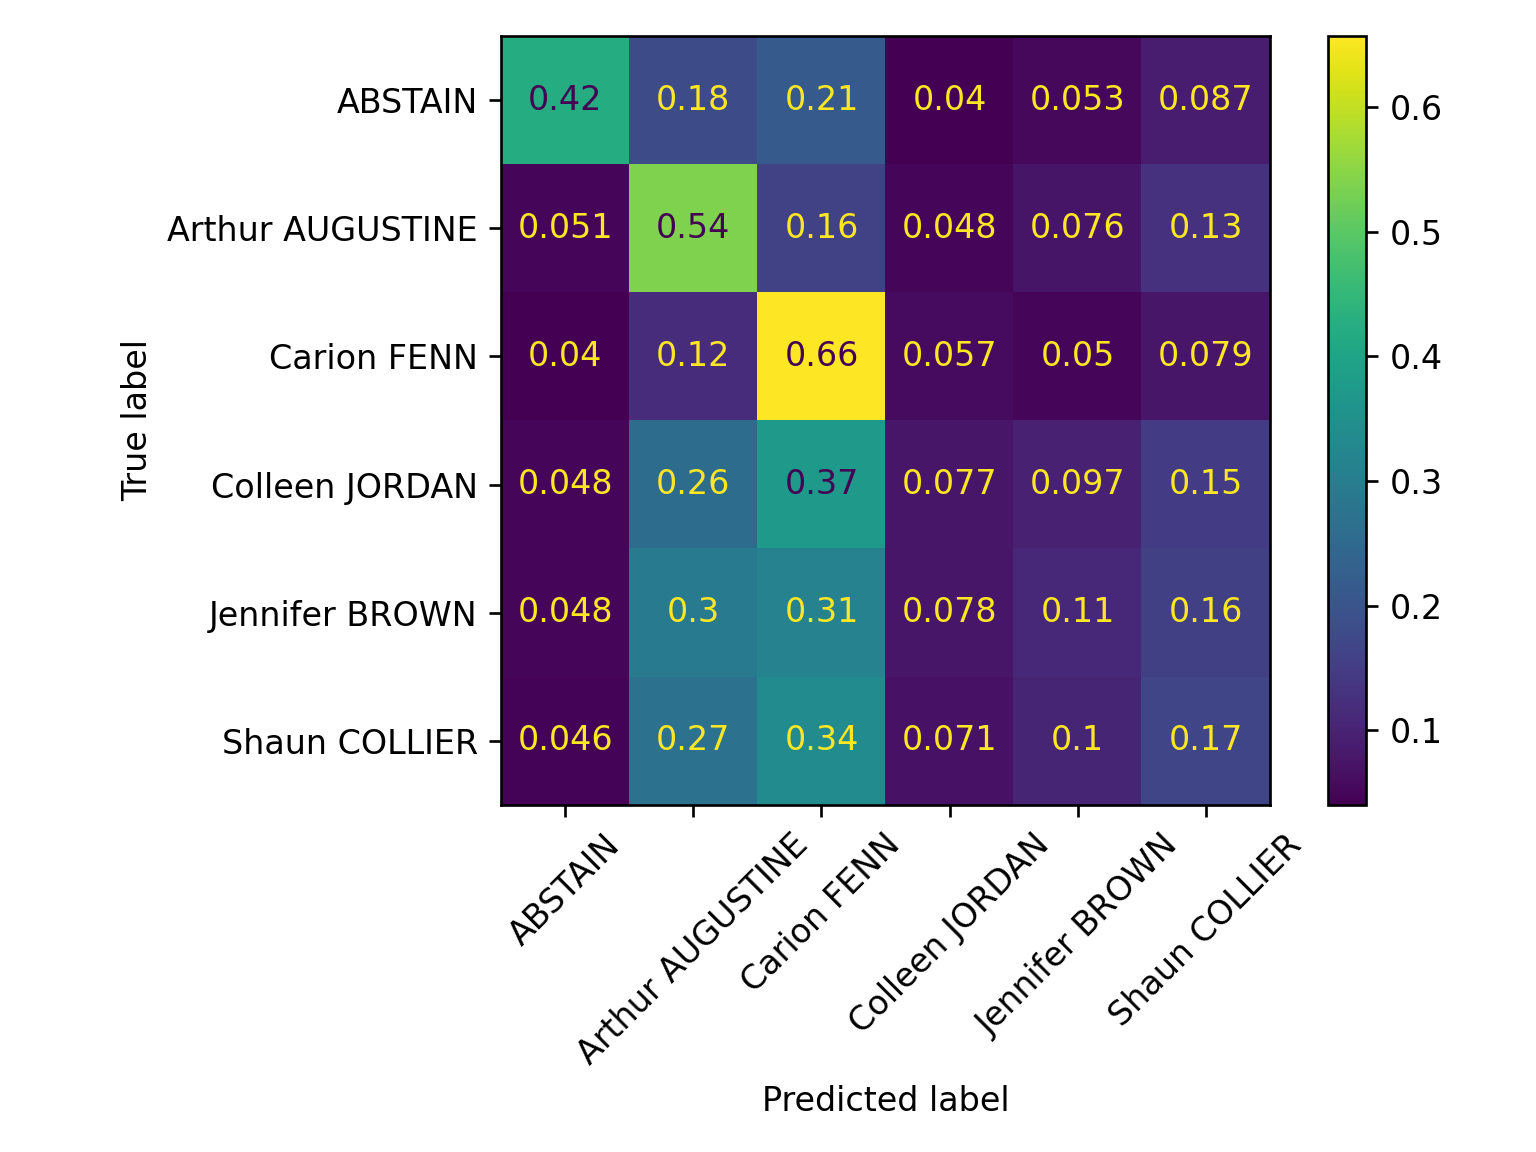 ABSTAIN 0.42 0.18 0.21 0.04 0.053 0.087
Arthur AUGUSTINE 0.051 0.54 0.16 0.048 0.076 0.13
Carion FENN 0.04 0.12 0.66 0.057 0.05 0.079
Colleen JORDAN 0.048 0.26 0.37 0.077 0.097 0.15
Jennifer BROWN 0.048 0.3 0.31 0.078 0.11 0.16
Shaun COLLIER 0.046 0.27 0.34 0.071 0.1 0.17
True label
ABSTAIN
Arthur AUGUSTINE
Carion FENN
Colleen JORDAN
Jennifer BROWN
Shaun COLLIER
Predicted label
0.6
0.5
0.4
0.3
0.2
0.1